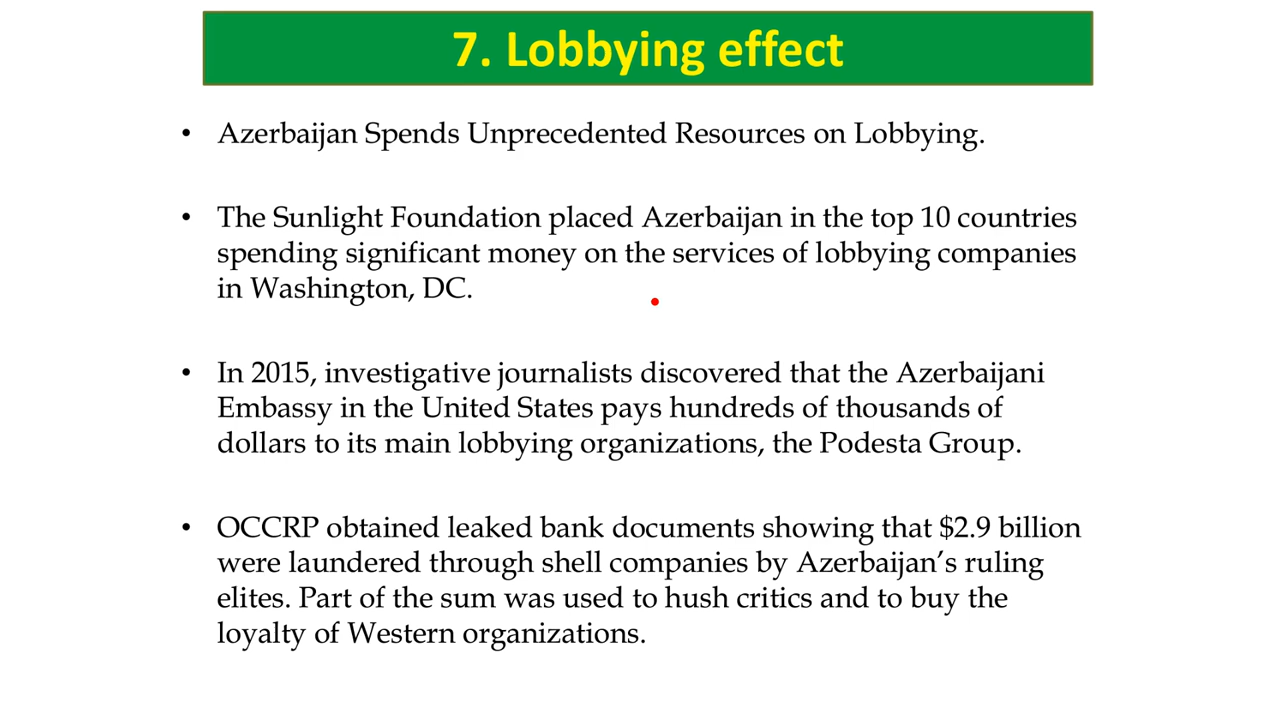 7. Lobbying effect
• Azerbaijan Spends Unprecedented Resources on Lobbying.
• The Sunlight Foundation placed Azerbaijan in the top 10 countries
spending significant money on the services of lobbying companies
in Washington, DC.
• In 2015, investigative journalists discovered that the Azerbaijani
Embassy in the United States pays hundreds of thousands of
dollars to its main lobbying organizations, the Podesta Group.
• OCCRP obtained leaked bank documents showing that $2.9 billion
were laundered through shell companies by Azerbaijan’s ruling
elites. Part of the sum was used to hush critics and to buy the
loyalty of Western organizations.